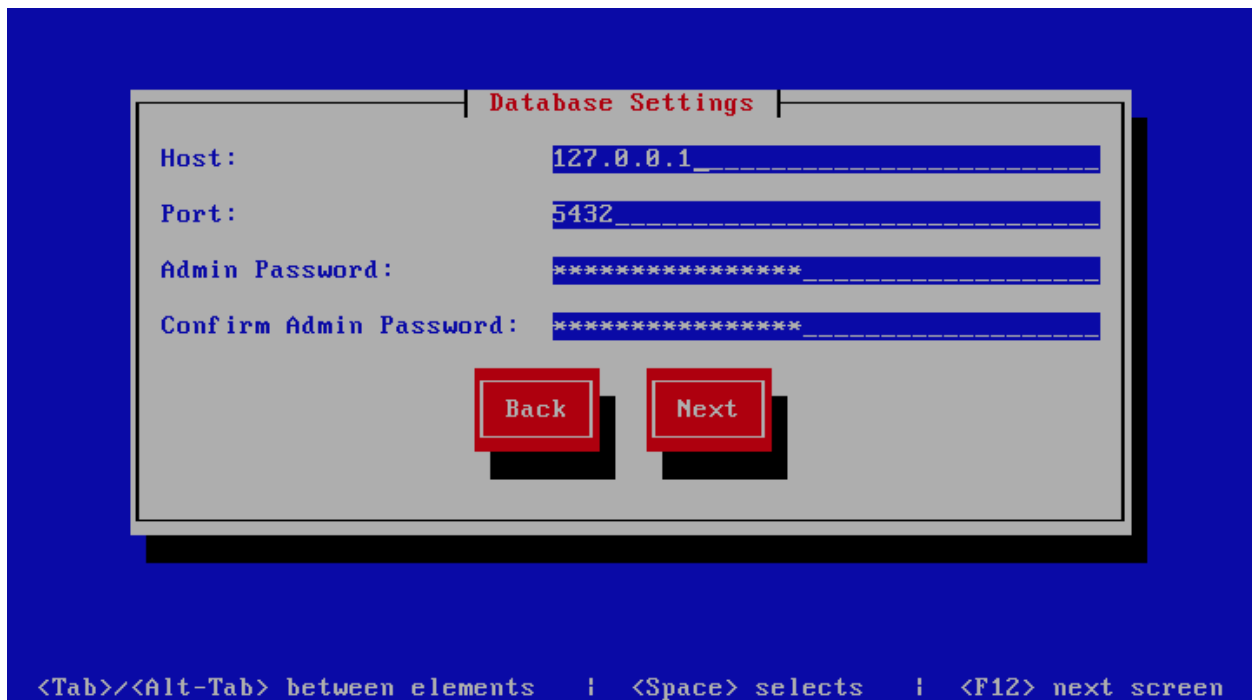 Database Settings
Host: 127.0.0.1
Port: 5432
Admin Password: ****************
Confirm Admin Password: ****************
Back Next
<Tab>/<Alt-Tab> between elements | <Space> selects | <F12> next screen